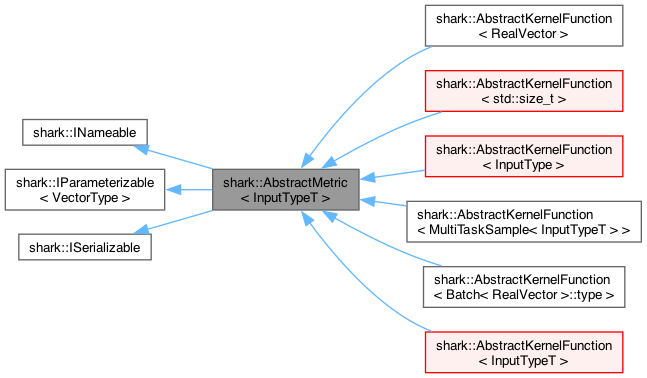 shark::INameable
shark::IParameterizable
< VectorType >
shark::ISerializable
shark::AbstractMetric
< InputTypeT >
shark::AbstractKernelFunction
< RealVector >
shark::AbstractKernelFunction
< std::size_t >
shark::AbstractKernelFunction
< InputType >
shark::AbstractKernelFunction
< MultiTaskSample< InputTypeT > >
shark::AbstractKernelFunction
< Batch< RealVector >::type >
shark::AbstractKernelFunction
< InputTypeT >